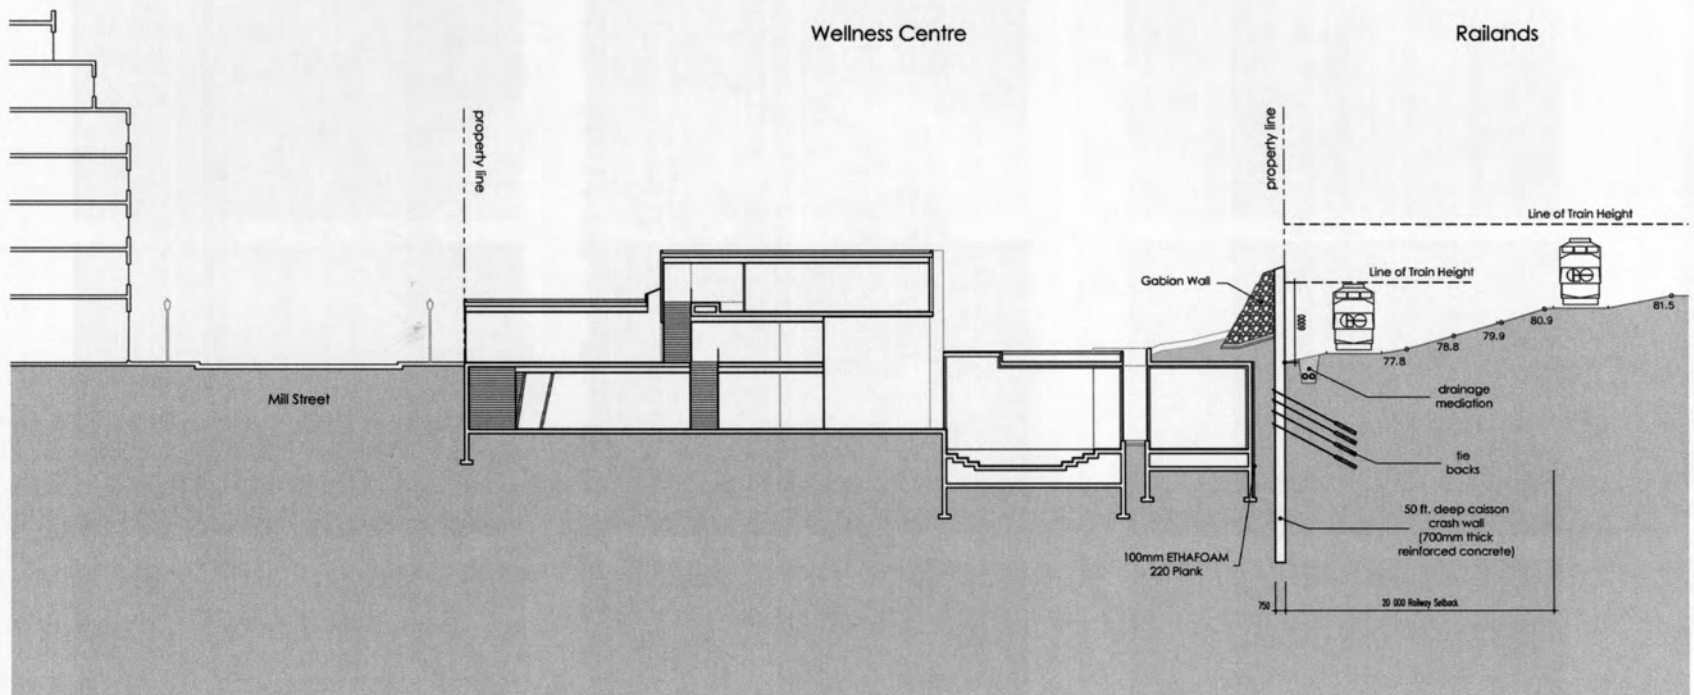 Wellness Centre
Railands
property line
property line
Line of Train Height
Line of Train Height
Gabion Wall
6000
81.5
80.9
79.9
78.8
77.8
Mill Street
drainage
mediation
tie
backs
50 ft. deep caisson
crash wall
(700mm thick
reinforced concrete)
100mm ETHAFOAM
220 Plank
750
20 000 Railway Setback